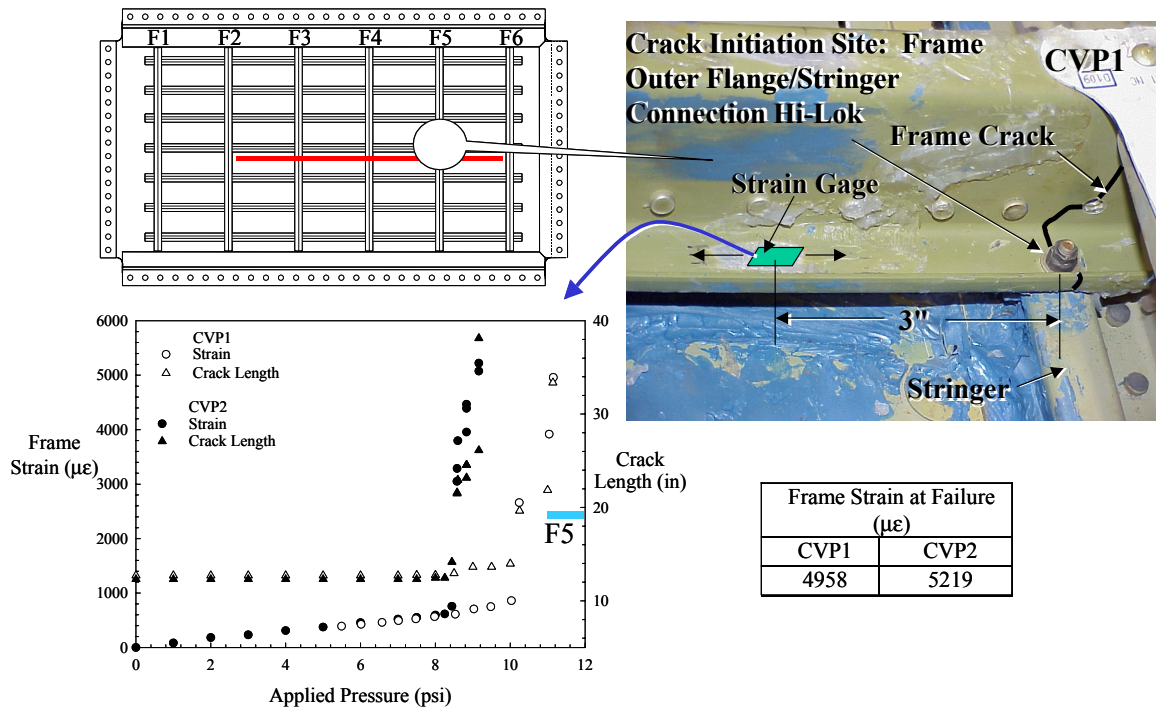 F1 F2 F3 F4 F5 F6
Crack Initiation Site: Frame
Outer Flange/Stringer
Connection Hi-Lok
CVP1
D109
Frame Crack
Strain Gage
3"
Stringer
6000
5000
4000
3000
2000
1000
0
Frame
Strain (με)
CVP1
Strain
Crack Length
CVP2
Strain
Crack Length
40
30
20
10
Crack
Length (in)
F5
0 2 4 6 8 10 12
Applied Pressure (psi)
Frame Strain at Failure
(με)
CVP1 CVP2
4958 5219